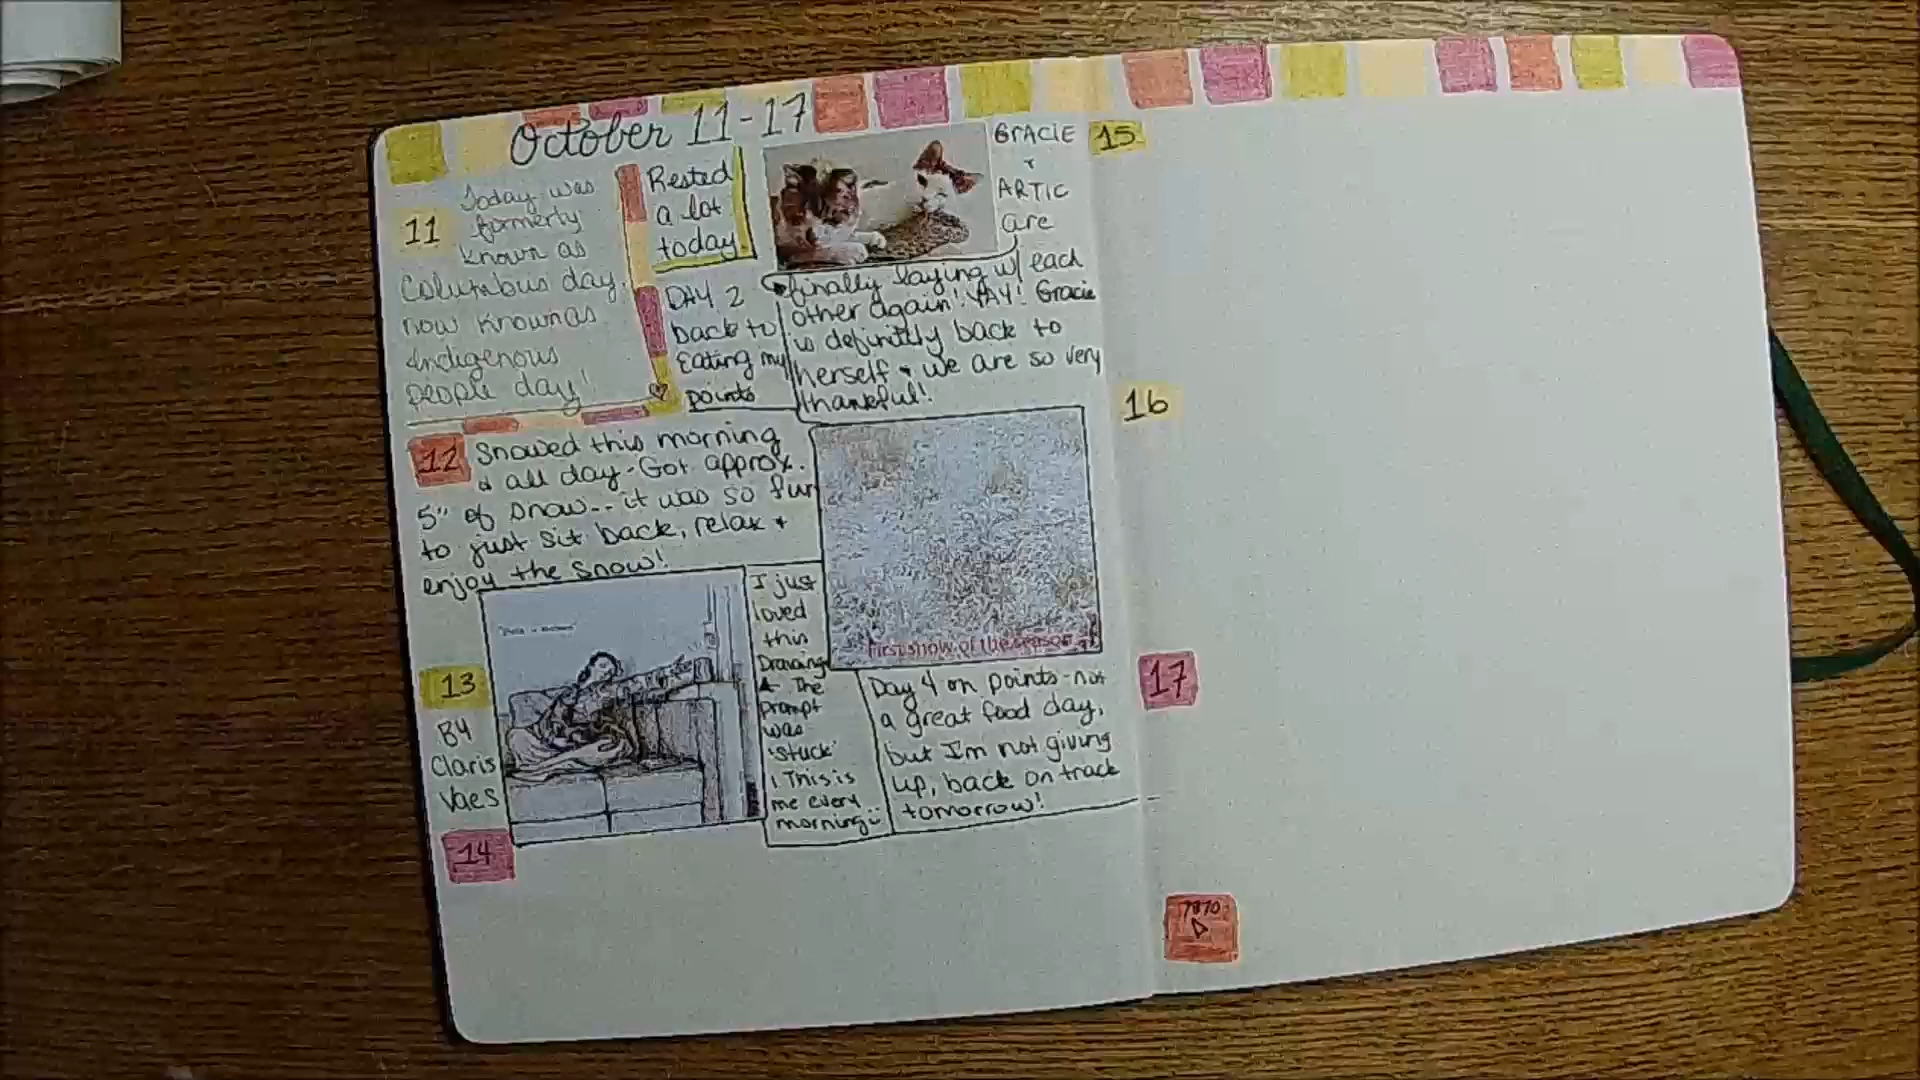 October 11-17
11
Today was
formerly
known as
Columbus day,
now known as
Indigenous
people day!
Rested
a lot
today.
DAY 2
back to
Eating my
points
GRACIE
+
ARTIC
are
finally laying w/ each
other again! YAY! Gracie
is definitly back to
herself & we are so very
thankful!
12 Snowed this morning
& all day - Got approx.
5" of snow.. it was so fun
to just sit back, relax +
enjoy the snow!
First snow of the season
13
By
Claris
Vaes
I just
loved
this
Drawing
The
prompt
was
'stuck'
! This is
me every..
morning
Day 4 on points - not
a great food day,
but I'm not giving
up, back on track
tomorrow!
14
15
16
17